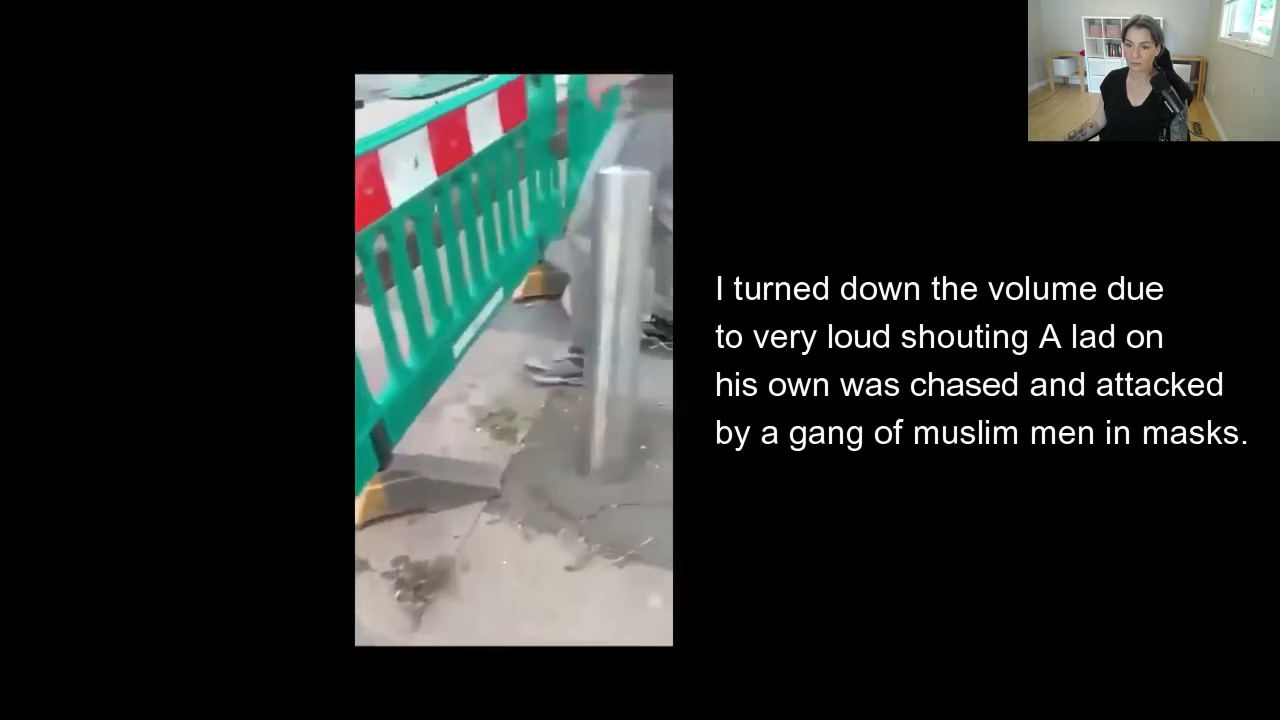 I turned down the volume due
to very loud shouting A lad on
his own was chased and attacked
by a gang of muslim men in masks.